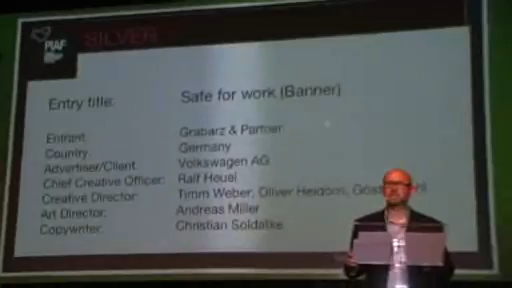 PIAF
SILVER
Entry title: Safe for work (Banner)
Entrant: Grabarz & Partner
Country: Germany
Advertiser/Client: Volkswagen AG
Chief Creative Officer: Ralf Heuel
Creative Director: Timm Weber, Oliver
Art Director: Andreas Miller
Copywriter: Christian Soldatke